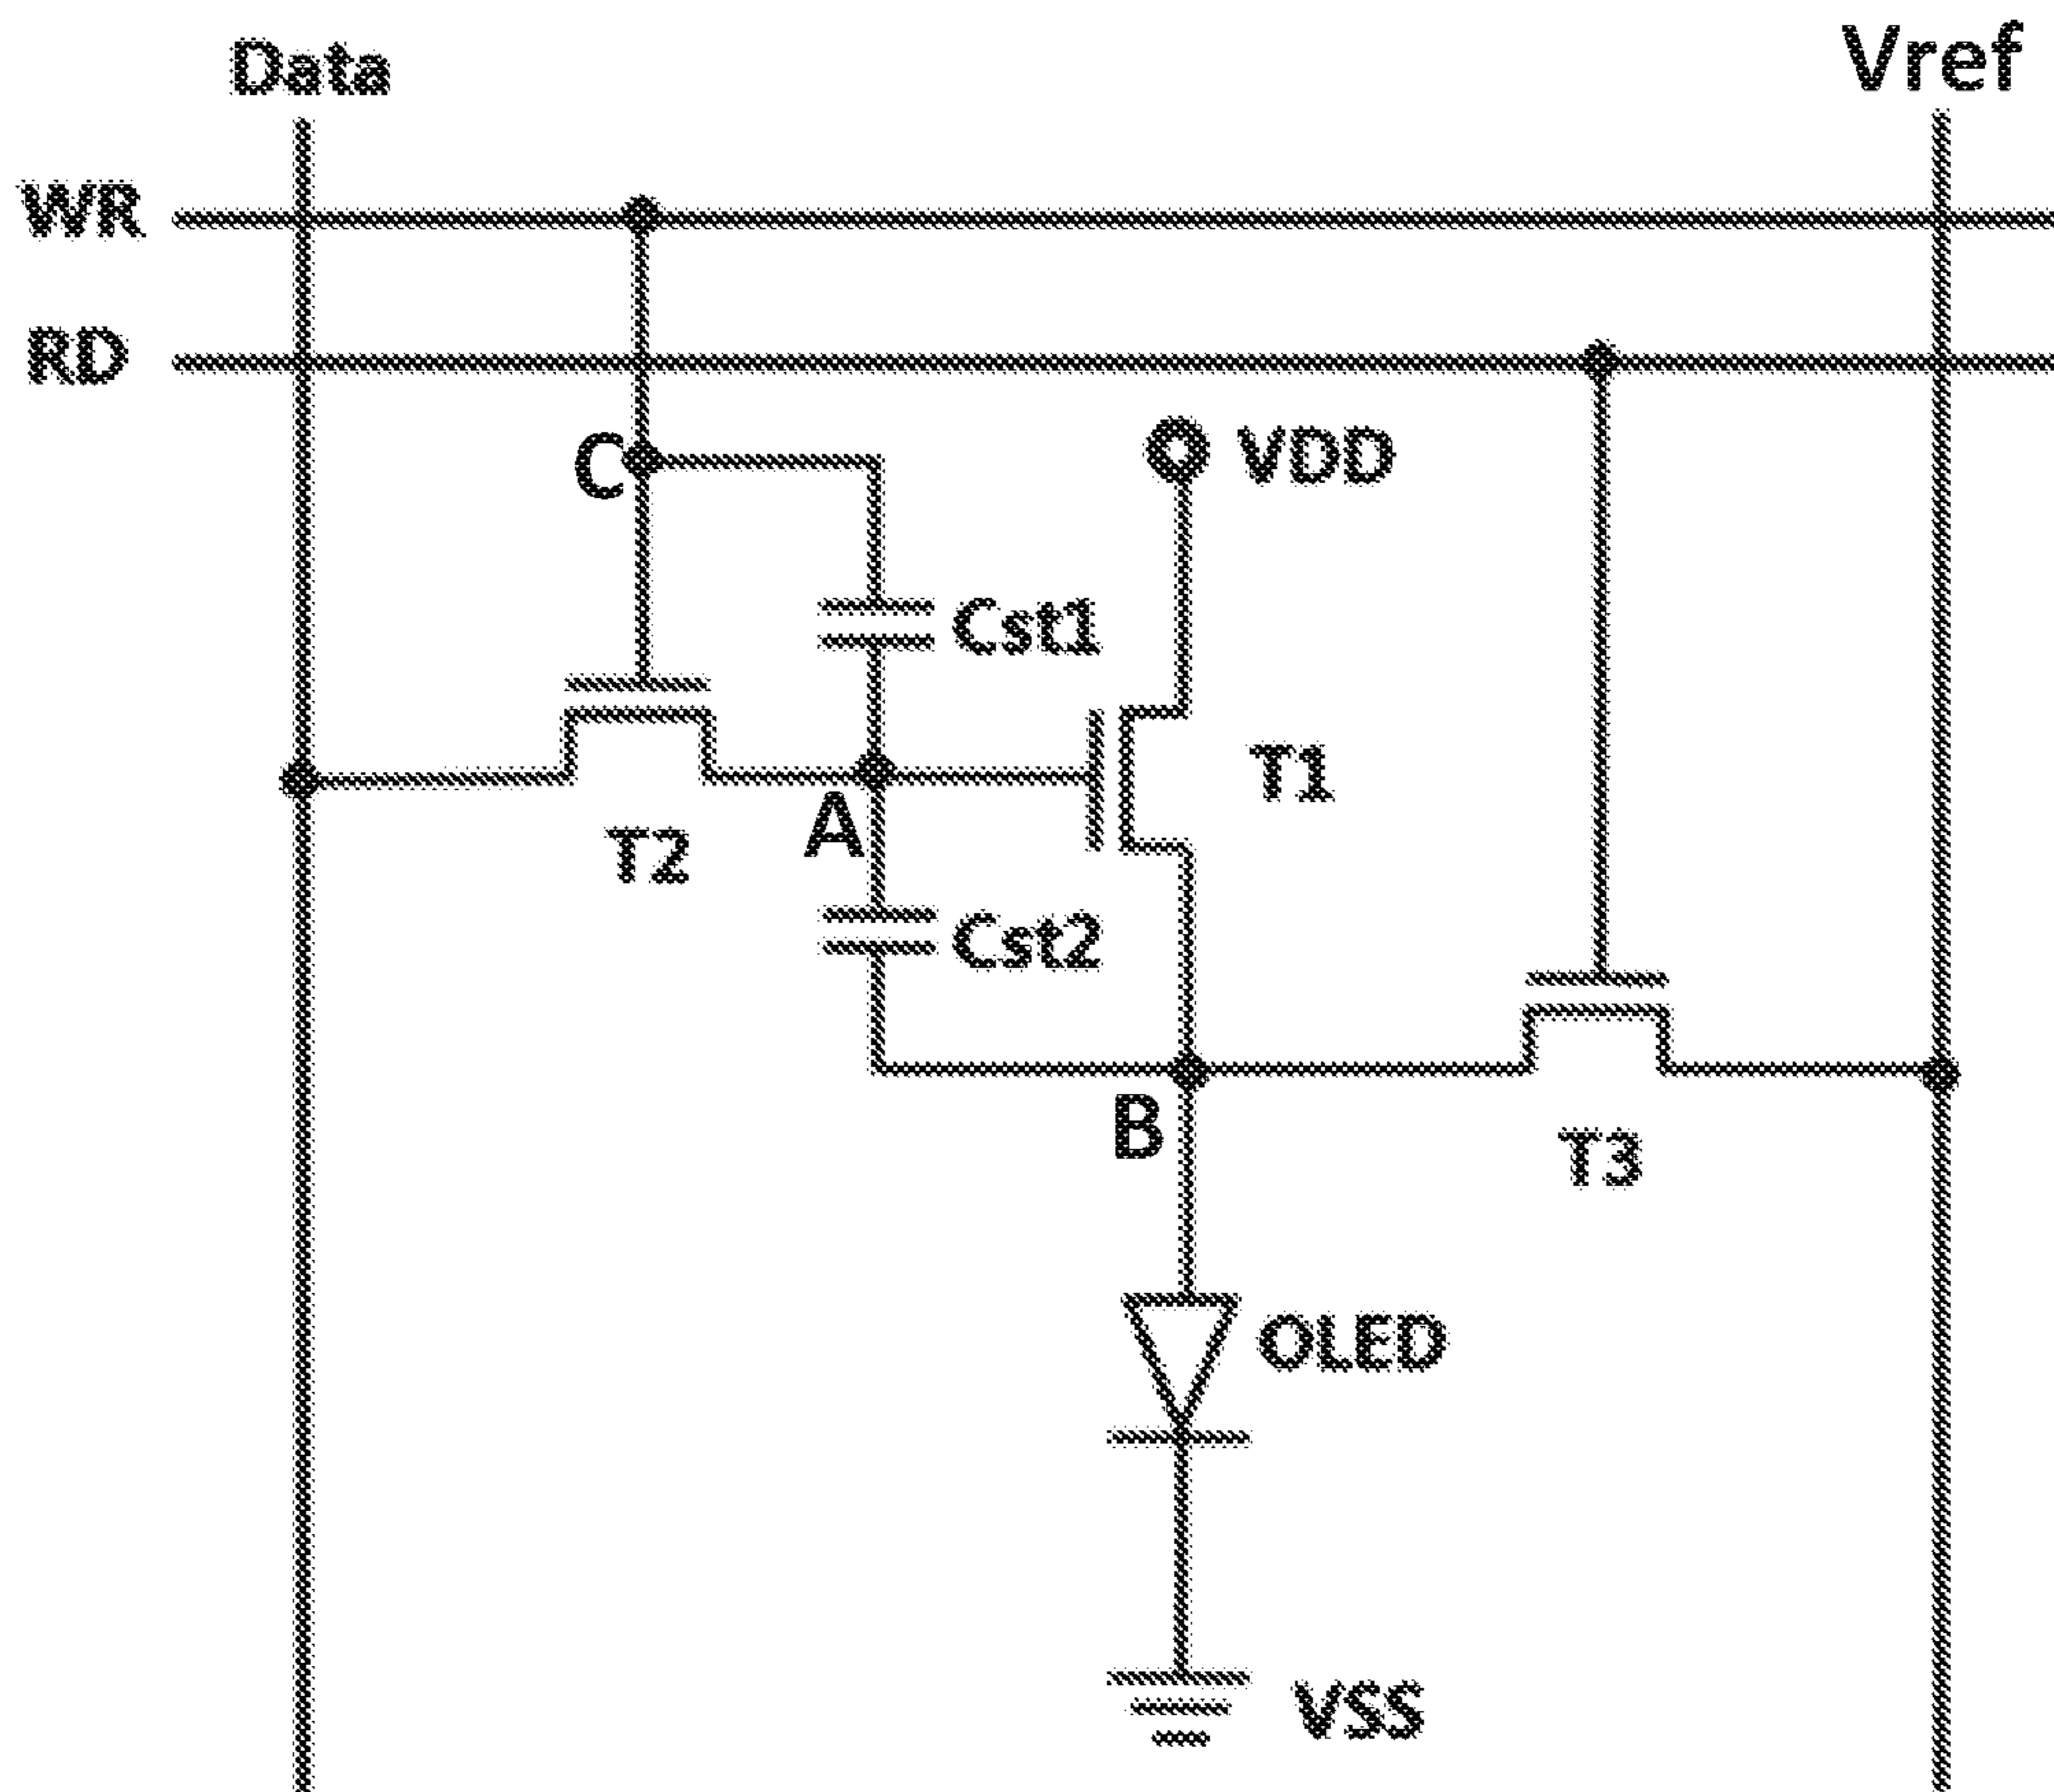 Data
Vref
WR
RD
C
VDD
Cst1
T1
A
T2
Cst2
B
T3
OLED
VSS